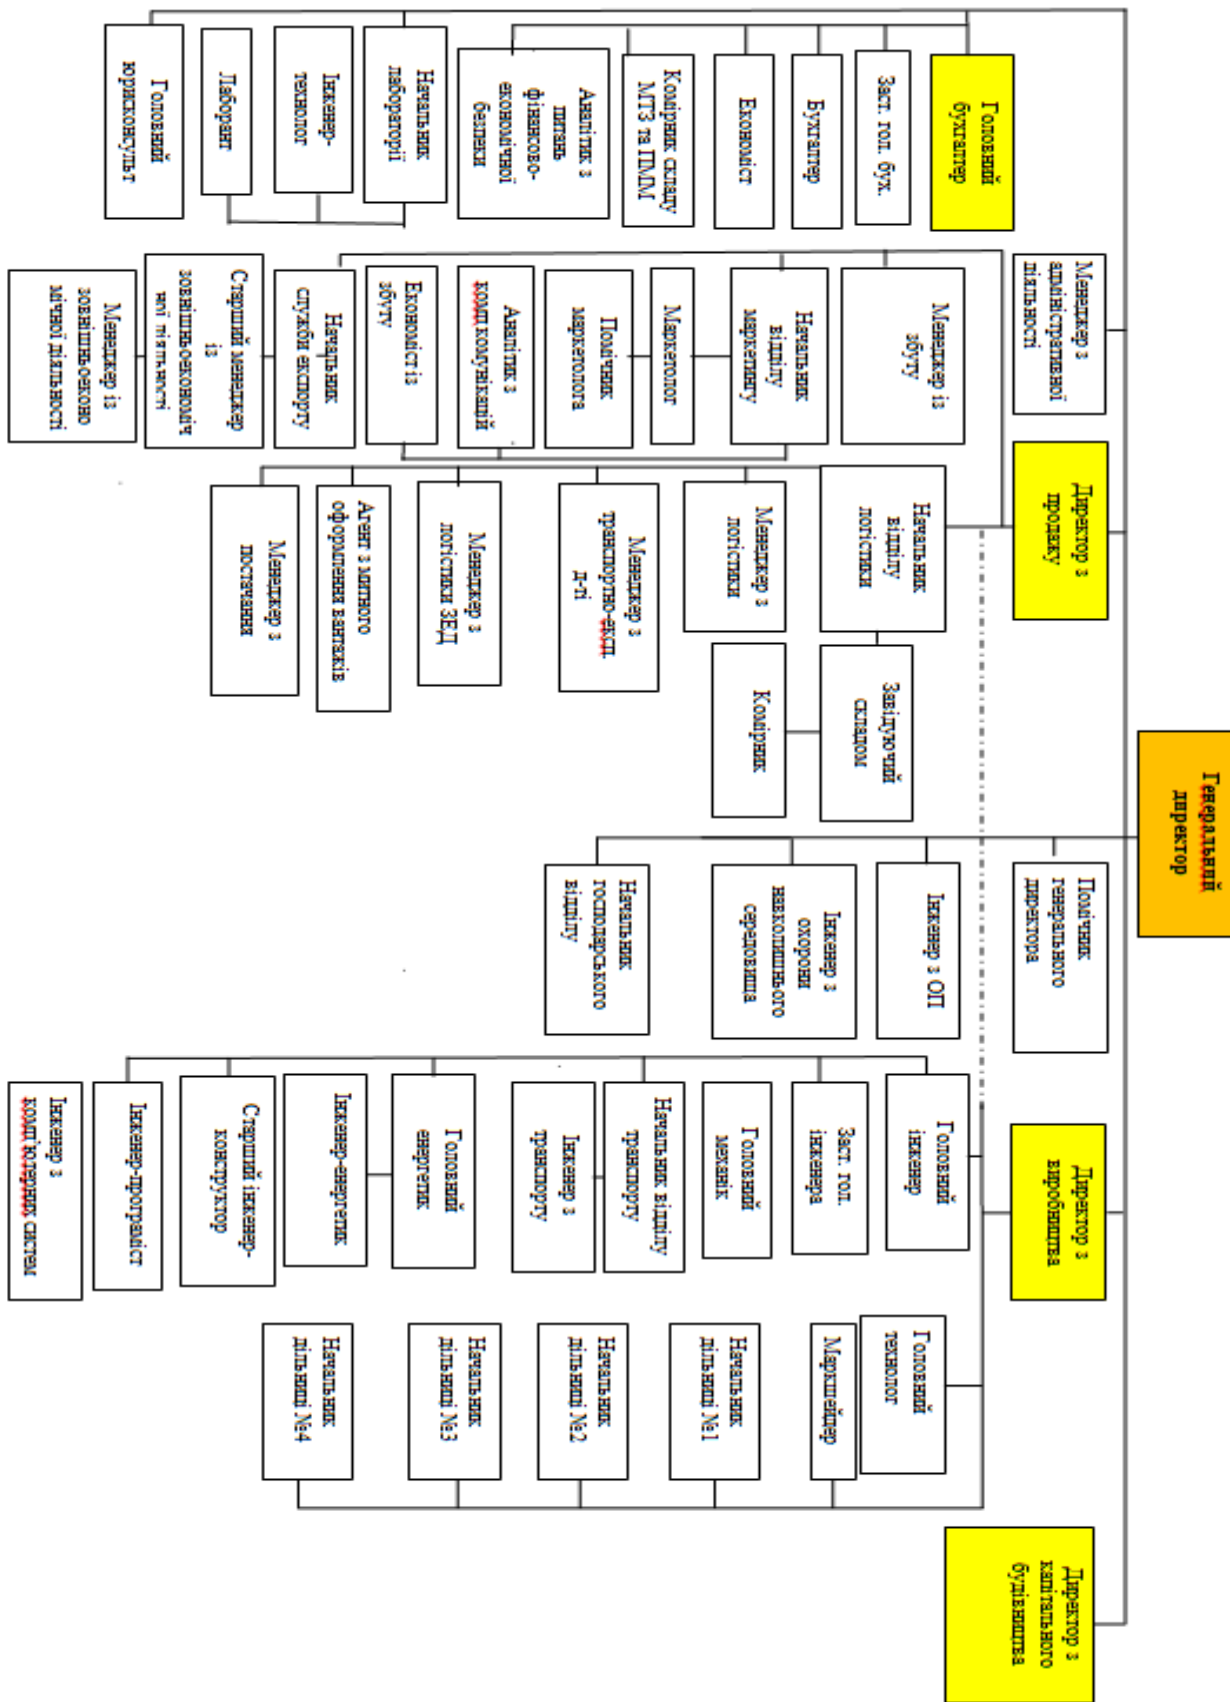 Генеральний
директор
Головний
бухгалтер
Заст. гол. бух.
Бухгалтер
Економіст
Комірник складу
МТЗ та ПММ
Аналітик з
питань
фінансово-
економічної
безпеки
Начальник
лабораторії
Інженер-
технолог
Лаборант
Головний
юрисконсульт
Менеджер з
адміністративної
діяльності
Директор з
продажу
Менеджер із
збуту
Начальник
відділу
маркетингу
Маркетолог
Помічник
маркетолога
Аналітик з
комп.комунікацій
Економіст із
збуту
Начальник
служби експорту
Старший менеджер
із
зовнішньоекономіч
ної діяльності
Менеджер із
зовнішньоеконо
мічної діяльності
Начальник
відділу
логістики
Менеджер з
логістики
Менеджер з
транспортно-експ.
д-ті
Менеджер з
логістики ЗЕД
Агент з митного
оформлення вантажів
Менеджер з
постачання
Завідуючий
складом
Комірник
Помічник
генерального
директора
Інженер з ОП
Інженер з
охорони
навколишнього
середовища
Начальник
господарського
відділу
Директор з
виробництва
Головний
інженер
Заст. гол.
інженера
Головний
механік
Начальник відділу
транспорту
Інженер з
транспорту
Головний
енергетик
Інженер-енергетик
Старший інженер-
конструктор
Інженер-програміст
Інженер з
комп'ютерних систем
Головний
технолог
Маркшейдер
Начальник
дільниці №1
Начальник
дільниці №2
Начальник
дільниці №3
Начальник
дільниці №4
Директор з
капітального
будівництва